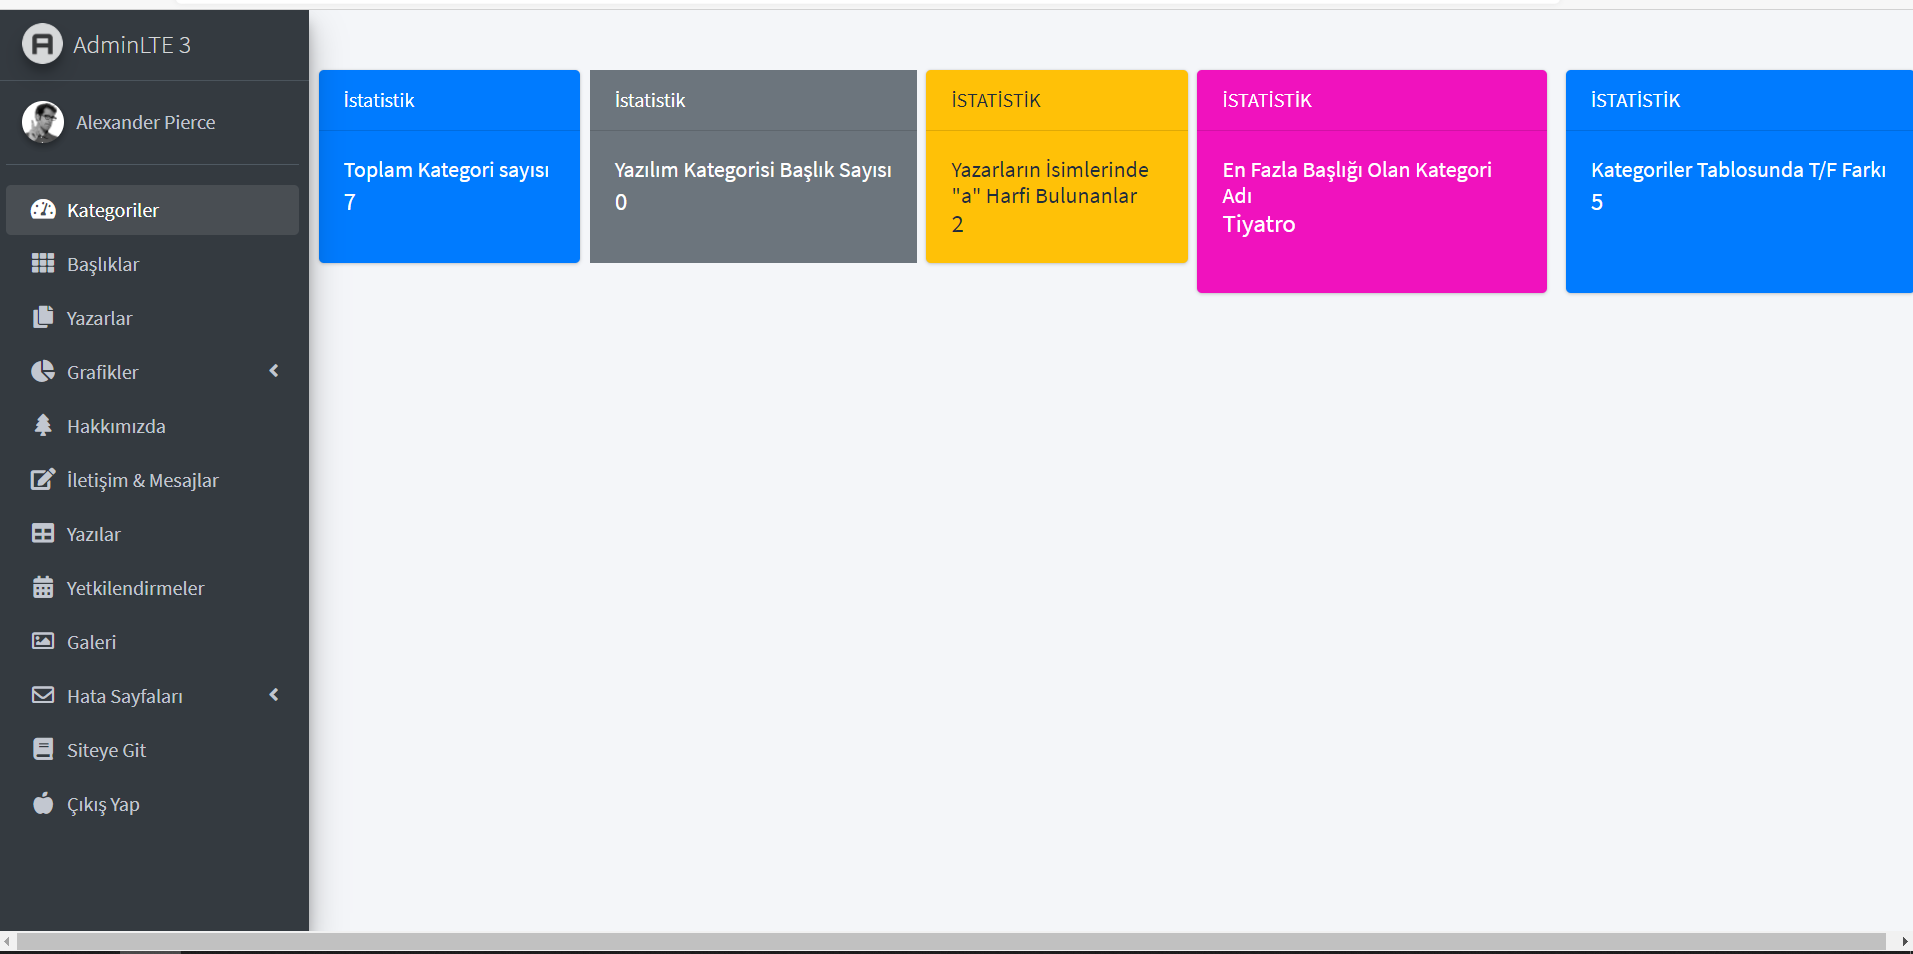 AdminLTE 3
Alexander Pierce
Kategoriler
Başlıklar
Yazarlar
Grafikler
Hakkımızda
İletişim & Mesajlar
Yazılar
Yetkilendirmeler
Galeri
Hata Sayfaları
Siteye Git
Çıkış Yap
İstatistik
Toplam Kategori sayısı
7
İstatistik
Yazılım Kategorisi Başlık Sayısı
0
İSTATİSTİK
Yazarların İsimlerinde
"a" Harfi Bulunanlar
2
İSTATİSTİK
En Fazla Başlığı Olan Kategori
Adı
Tiyatro
İSTATİSTİK
Kategoriler Tablosunda T/F Farkı
5